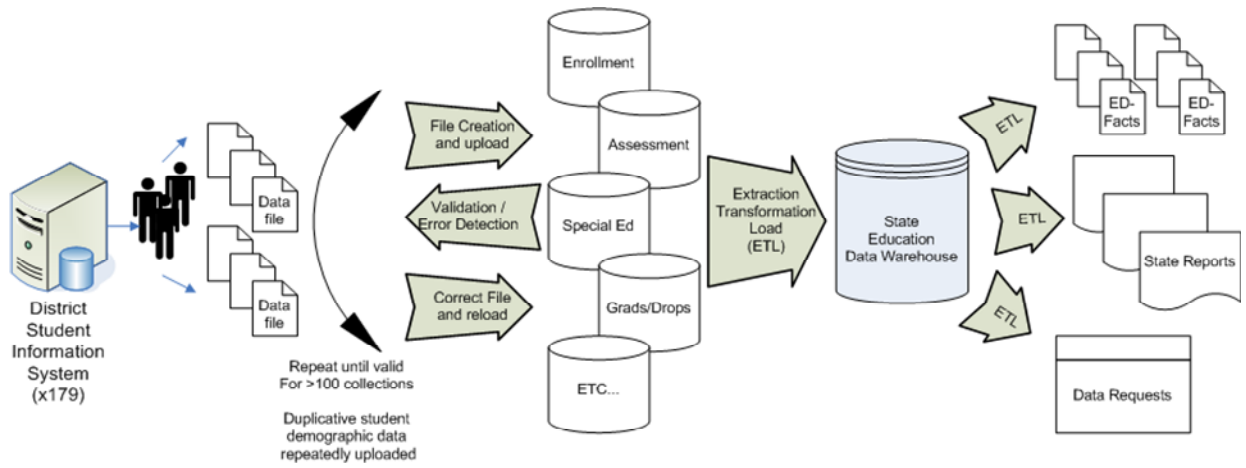 District
Student
Information
System
(x179)
Data
file
Data
file
Repeat until valid
For >100 collections
Duplicative student
demographic data
repeatedly uploaded
File Creation
and upload
Validation /
Error Detection
Correct File
and reload
Enrollment
Assessment
Special Ed
Grads/Drops
ETC...
Extraction
Transformation
Load
(ETL)
State
Education
Data Warehouse
ETL
ETL
ETL
ED-
Facts
ED-
Facts
State Reports
Data Requests